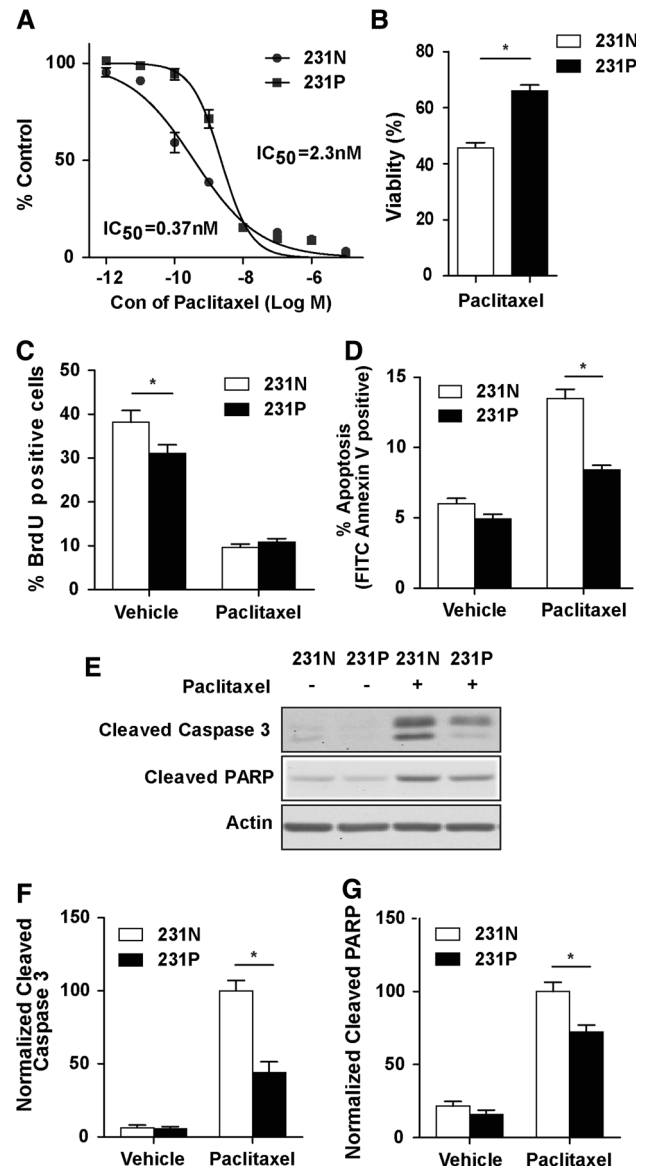 A
231N
231P
100
50
0
% Control
IC50=2.3nM
IC50=0.37nM
-12
-10
-8
-6
Con of Paclitaxel (Log M)
B
231N
231P
80
60
40
20
0
Viablity (%)
*
Paclitaxel
C
231N
231P
50
40
30
20
10
0
% BrdU positive cells
*
Vehicle
Paclitaxel
D
231N
231P
15
10
5
0
% Apoptosis
(FITC Annexin V positive)
*
Vehicle
Paclitaxel
E
231N 231P 231N 231P
Paclitaxel - - + +
Cleaved Caspase 3
Cleaved PARP
Actin
F
231N
231P
150
100
50
0
Normalized Cleaved
Caspase 3
*
Vehicle
Paclitaxel
G
231N
231P
150
100
50
0
Normalized Cleaved PARP
*
Vehicle
Paclitaxel